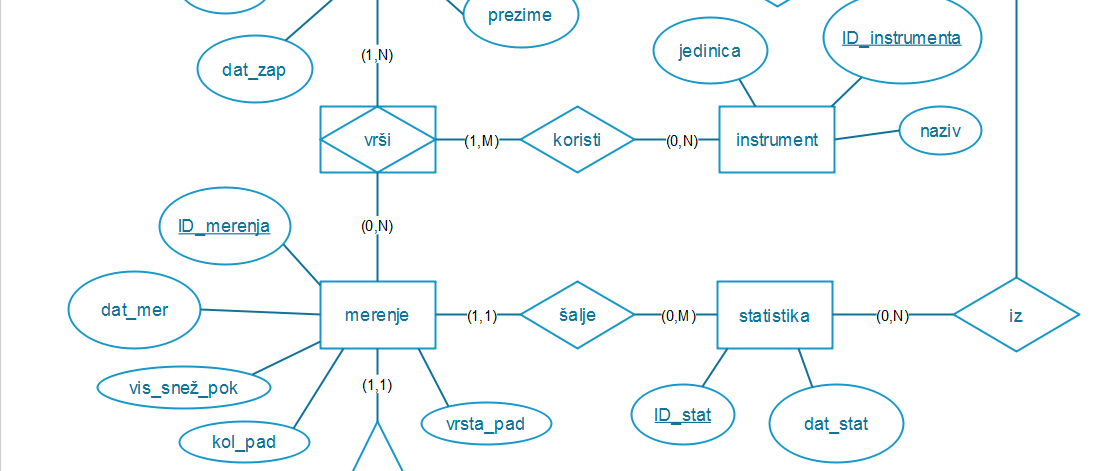 prezime
jedinica
ID_instrumenta
dat_zap
(1,N)
vrši
(1,M)
koristi
(0,N)
instrument
naziv
(0,N)
ID_merenja
dat_mer
merenje
(1,1)
šalje
(0,M)
statistika
(0,N)
iz
vis_snež_pok
(1,1)
kol_pad
vrsta_pad
ID_stat
dat_stat